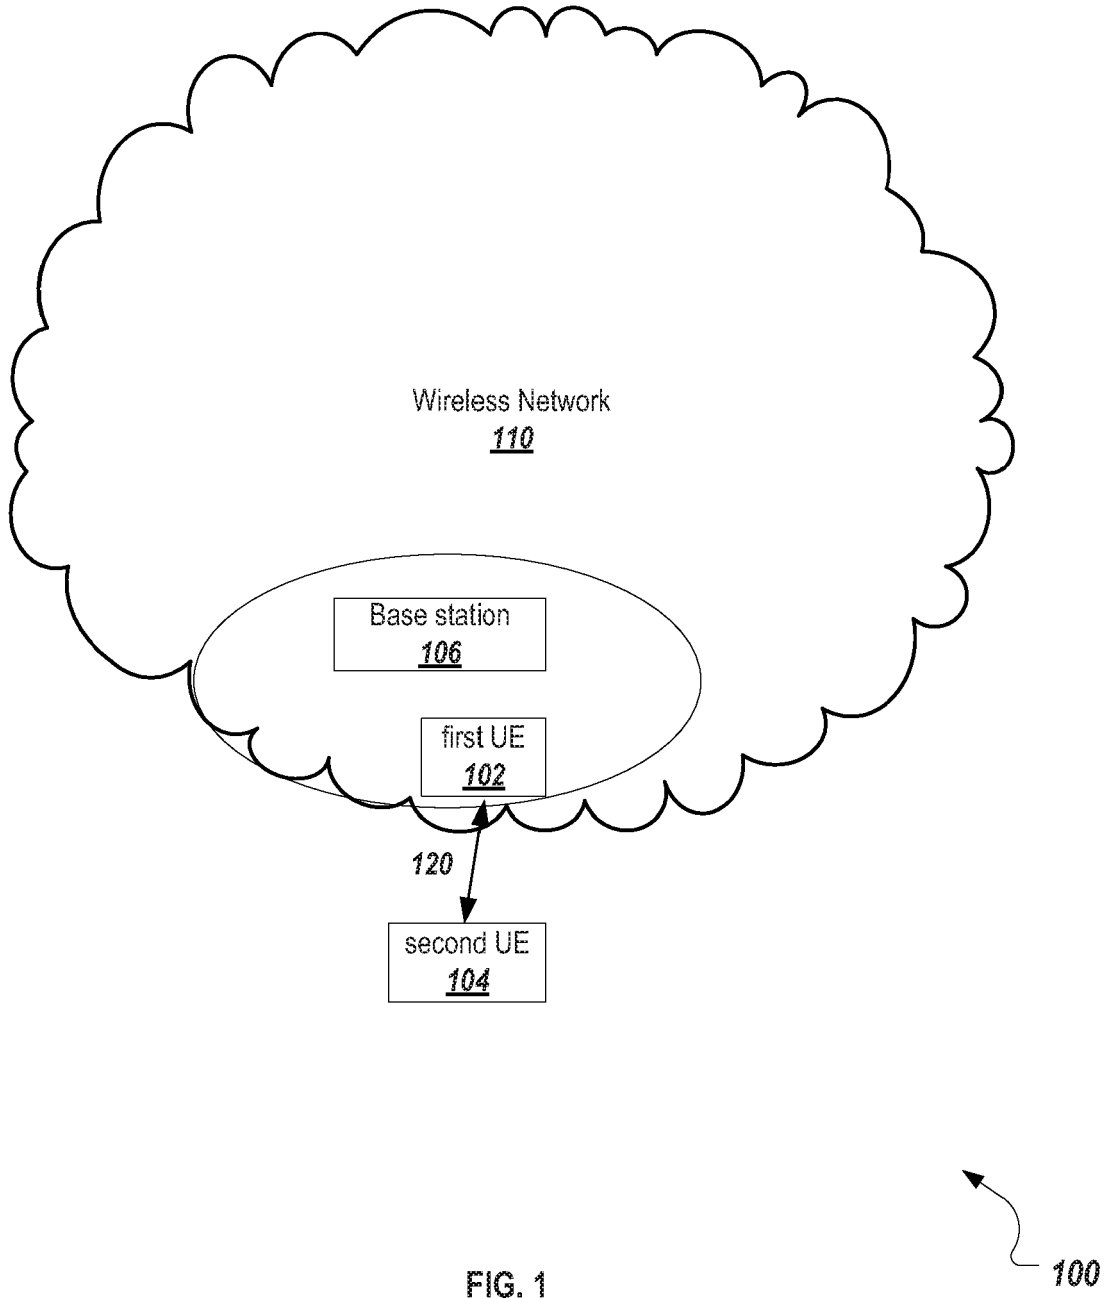 Wireless Network
110
Base station
106
first UE
102
120
second UE
104
100
FIG. 1